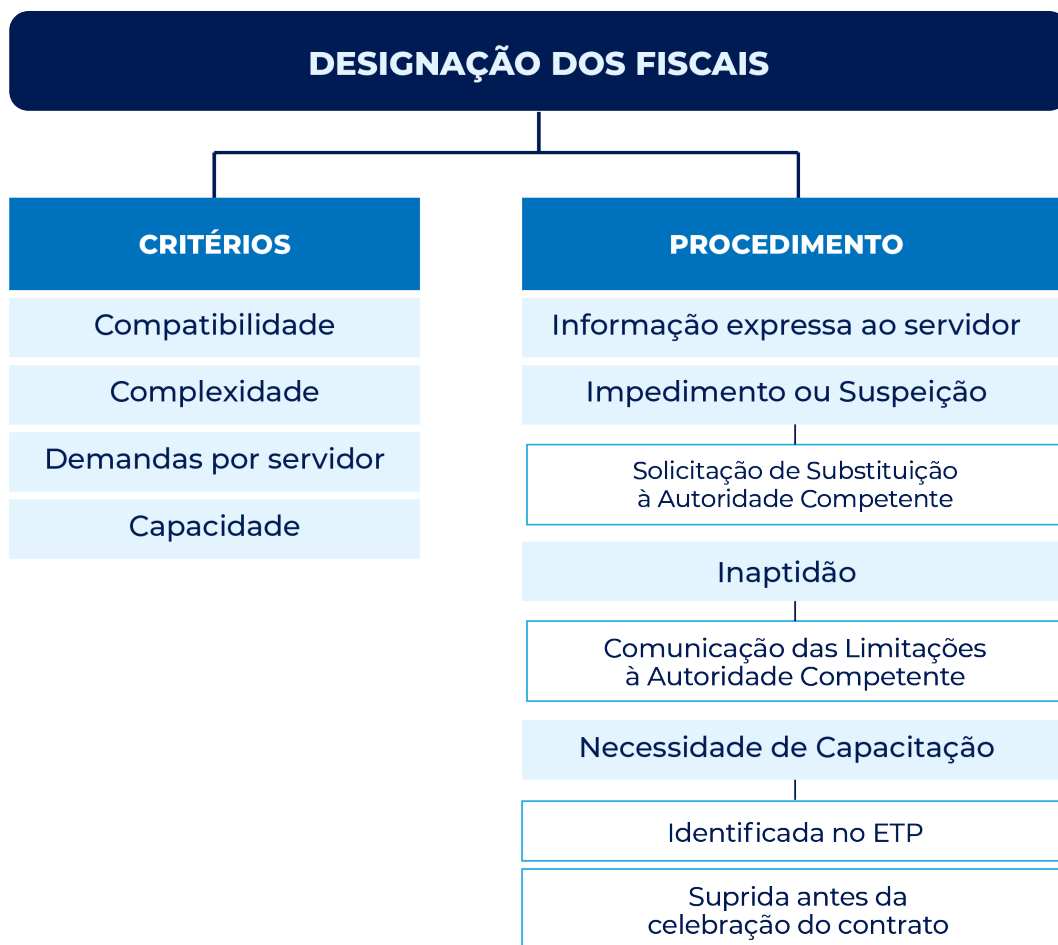 DESIGNAÇÃO DOS FISCAIS
CRITÉRIOS
Compatibilidade
Complexidade
Demandas por servidor
Capacidade
PROCEDIMENTO
Informação expressa ao servidor
Impedimento ou Suspeição
Solicitação de Substituição
à Autoridade Competente
Inaptidão
Comunicação das Limitações
à Autoridade Competente
Necessidade de Capacitação
Identificada no ETP
Suprida antes da
celebração do contrato